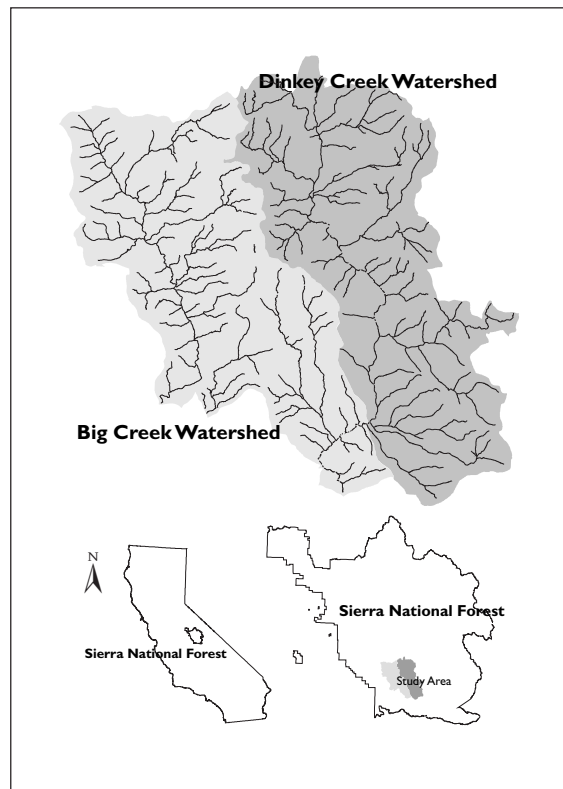 Dinkey Creek Watershed
Big Creek Watershed
N
Sierra National Forest
Sierra National Forest
Study Area